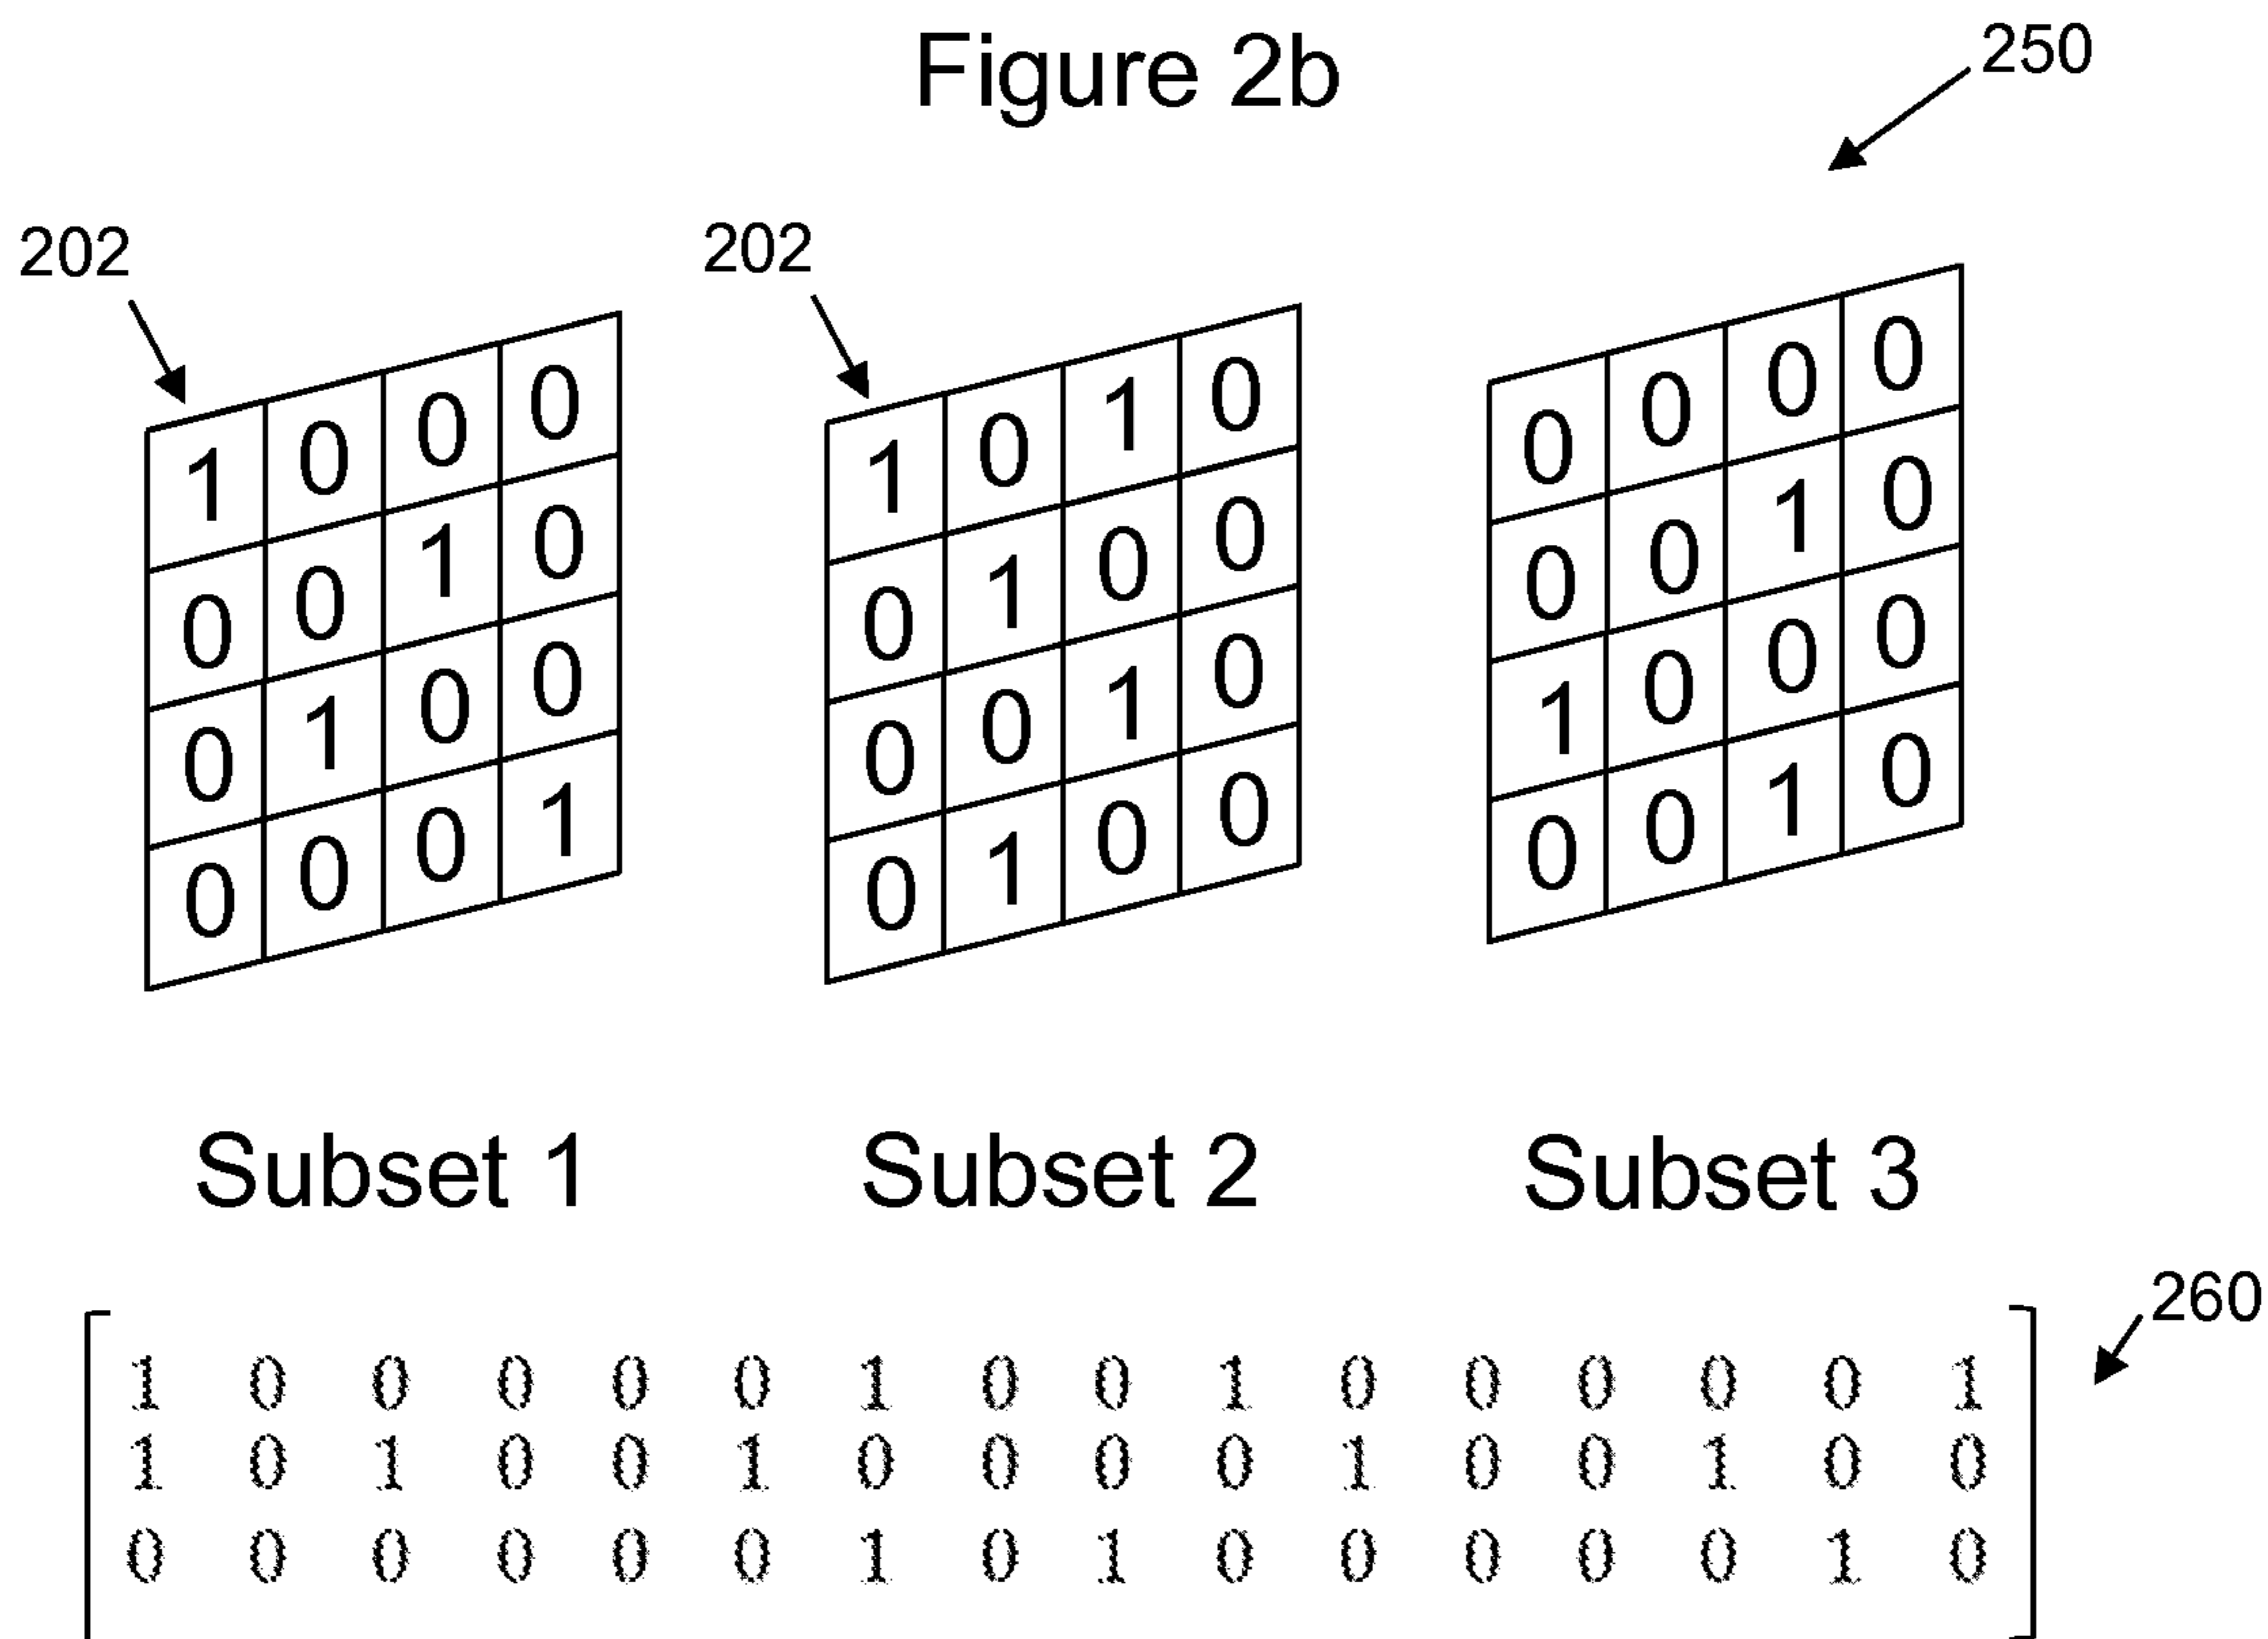 Figure 2b
250
202
202
1 0 0 0
0 0 1 0
0 1 0 0
0 0 0 1
1 0 1 0
0 1 0 0
0 0 1 0
0 1 0 0
0 0 0 0
0 0 1 0
1 0 0 0
0 0 1 0
Subset 1
Subset 2
Subset 3
260
1 0 0 0 0 0 1 0 0 1 0 0 0 0 0 1
1 0 1 0 0 1 0 0 0 0 1 0 0 1 0 0
0 0 0 0 0 0 1 0 1 0 0 0 0 0 1 0